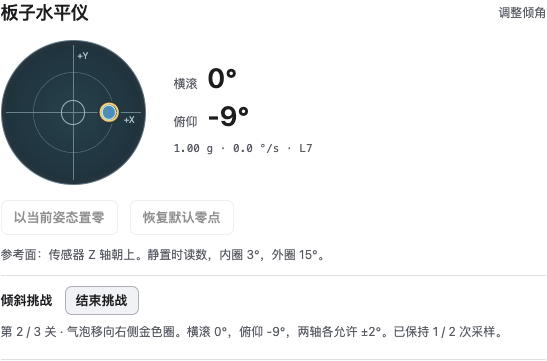 板子水平仪
调整倾角
+Y
+X
横滚 0°
俯仰 -9°
1.00 g · 0.0 °/s · L7
以当前姿态置零
恢复默认零点
参考面：传感器 Z 轴朝上。静置时读数，内圈 3°，外圈 15°。
倾斜挑战
结束挑战
第 2 / 3 关 · 气泡移向右侧金色圈。横滚 0°，俯仰 -9°，两轴各允许 ±2°。已保持 1 / 2 次采样。